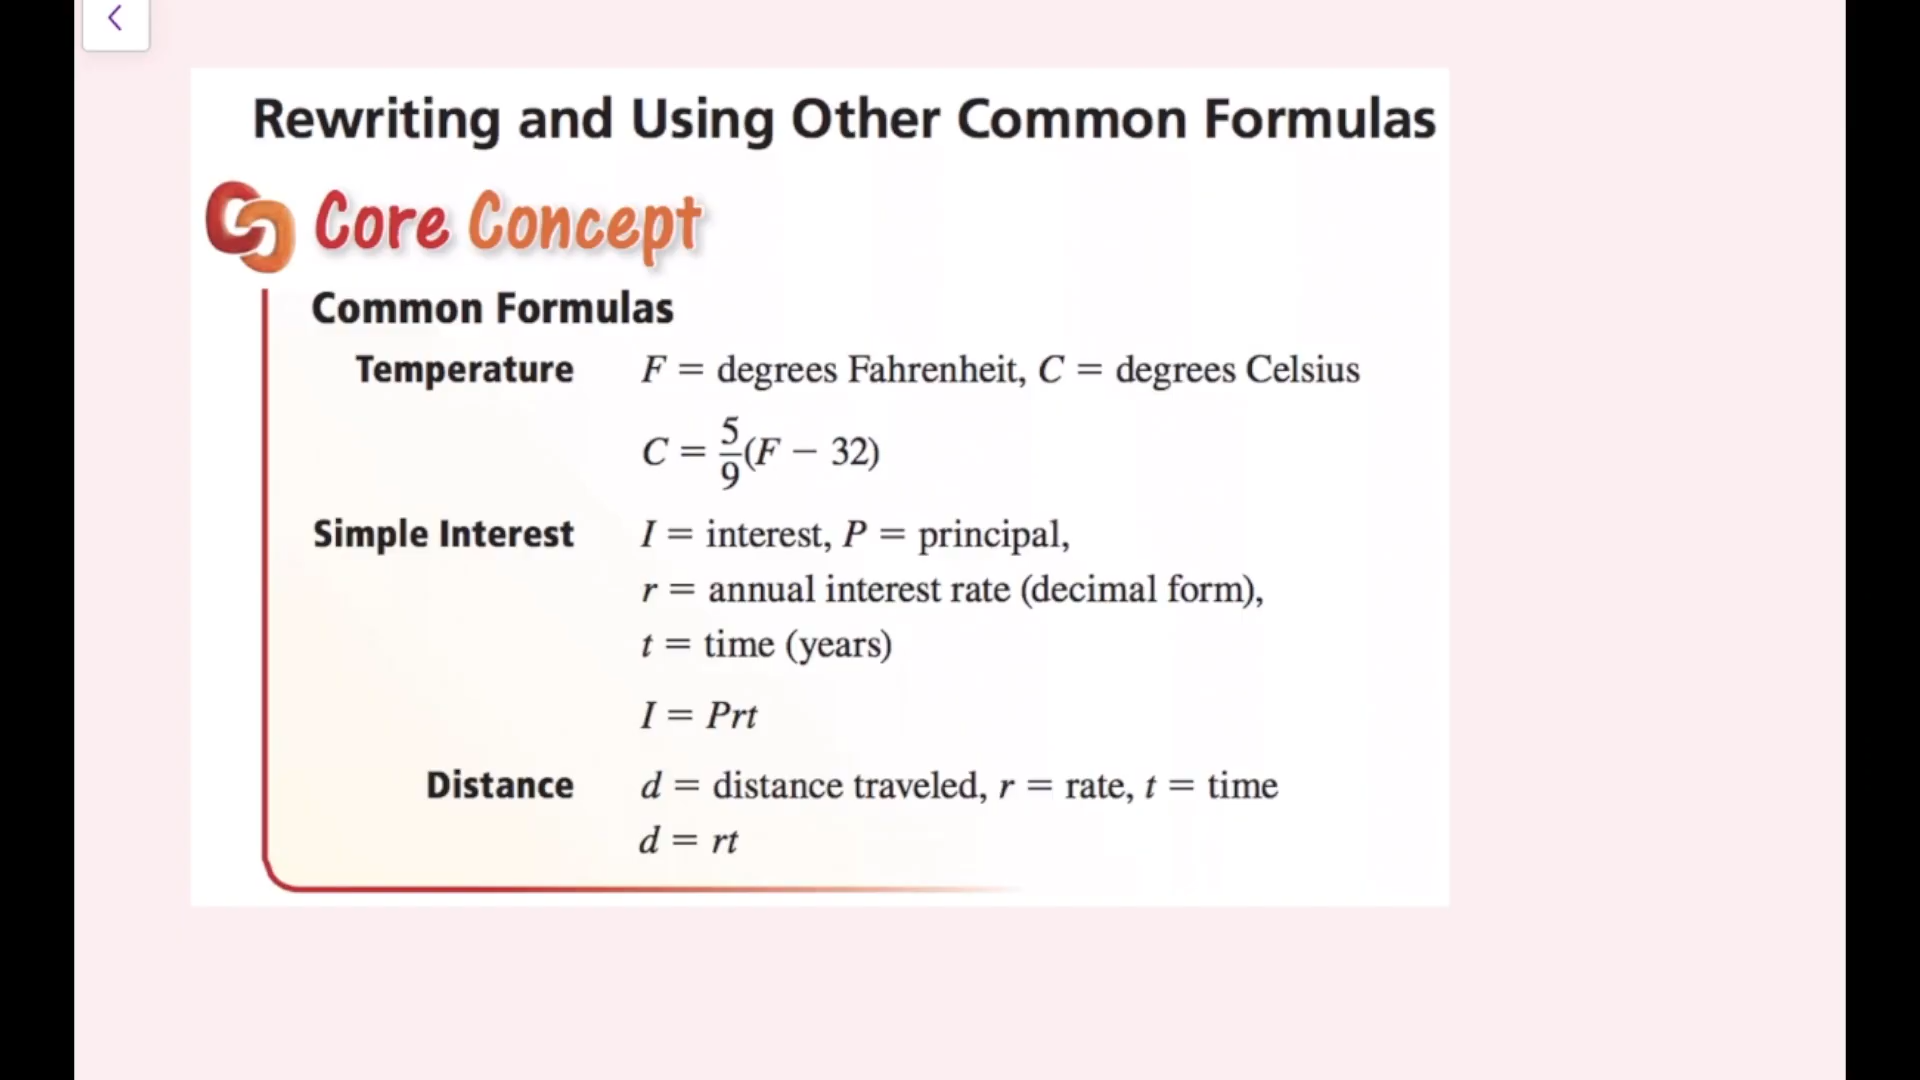 Rewriting and Using Other Common Formulas
Core Concept
Common Formulas
Temperature F = degrees Fahrenheit, C = degrees Celsius
C = 5/9(F − 32)
Simple Interest I = interest, P = principal,
r = annual interest rate (decimal form),
t = time (years)
I = Prt
Distance d = distance traveled, r = rate, t = time
d = rt